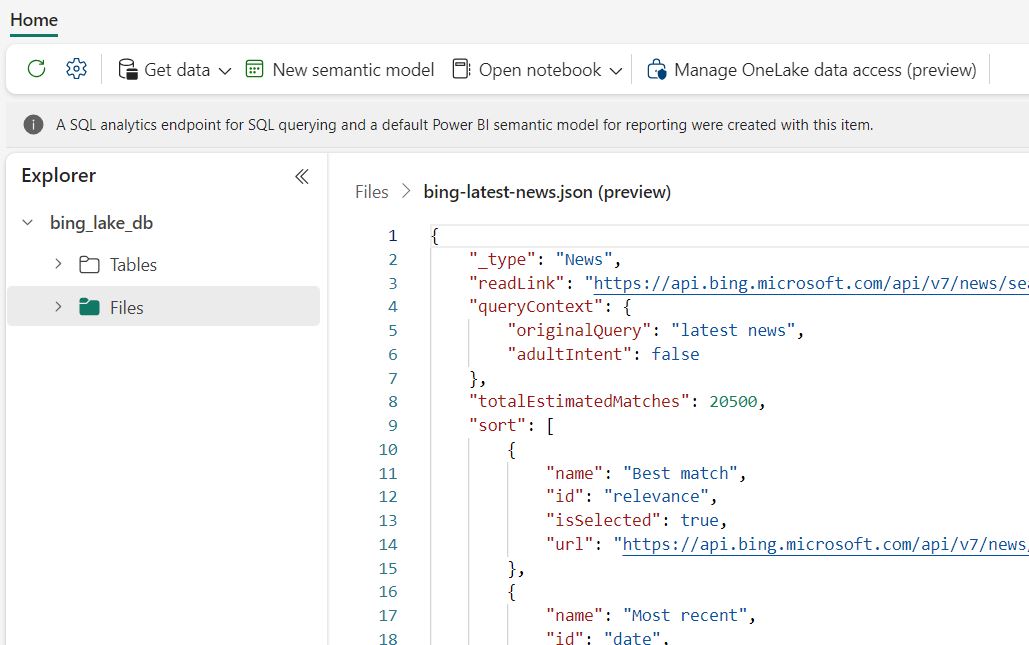 Home
Get data New semantic model Open notebook Manage OneLake data access (preview)
A SQL analytics endpoint for SQL querying and a default Power BI semantic model for reporting were created with this item.
Explorer
bing_lake_db
Tables
Files
Files > bing-latest-news.json (preview)
1 {
2 "_type": "News",
3 "readLink": "https://api.bing.microsoft.com/api/v7/news/sea
4 "queryContext": {
5 "originalQuery": "latest news",
6 "adultIntent": false
7 },
8 "totalEstimatedMatches": 20500,
9 "sort": [
10 {
11 "name": "Best match",
12 "id": "relevance",
13 "isSelected": true,
14 "url": "https://api.bing.microsoft.com/api/v7/news/
15 },
16 {
17 "name": "Most recent",
18 "id": "date",